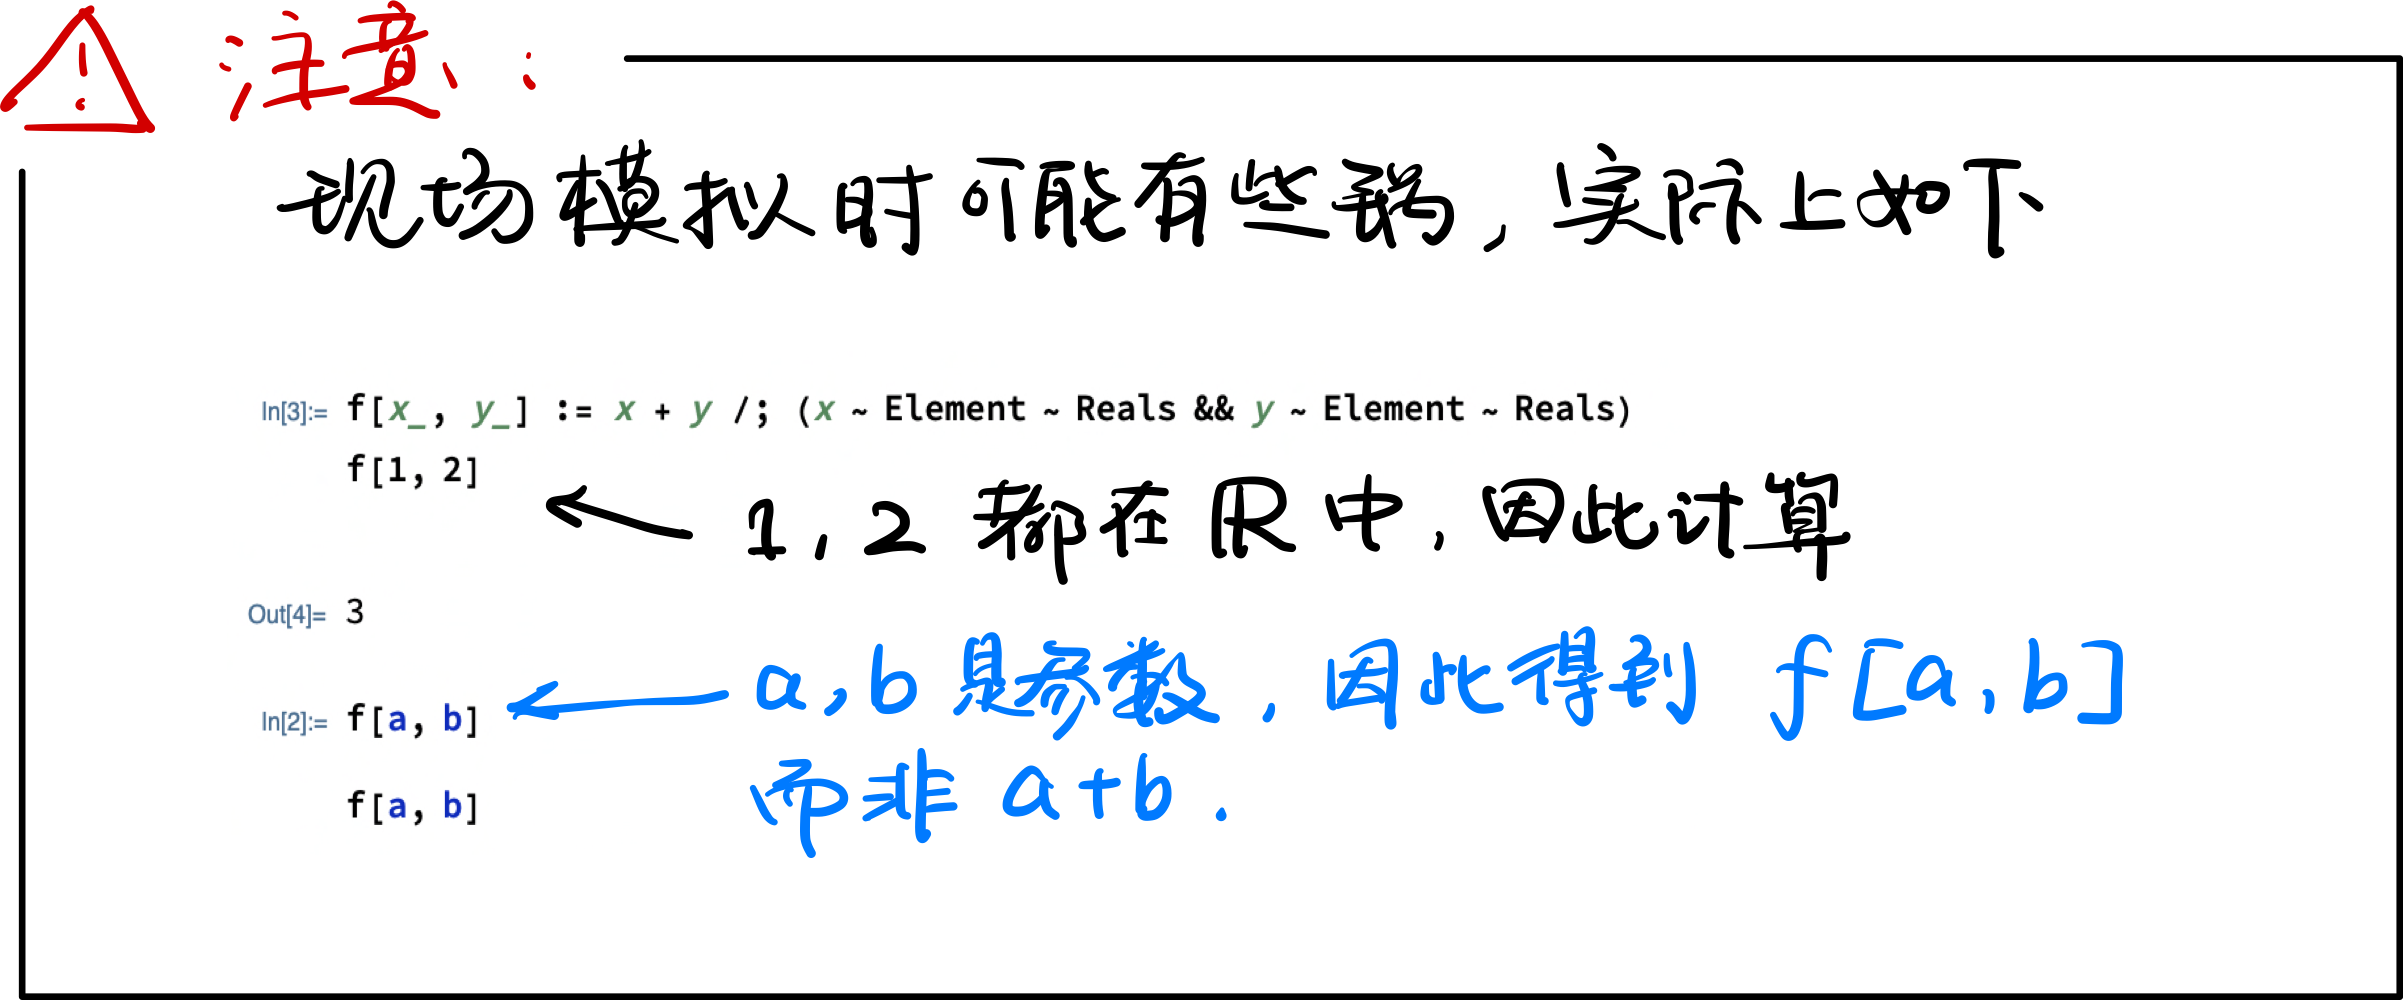 注意:
现场模拟时可能有些锅,实际上如下
In[3]:= f[x_, y_] := x + y /; (x ~ Element ~ Reals && y ~ Element ~ Reals)
f[1, 2]
1, 2 都在 ℝ 中, 因此计算
Out[4]= 3
In[2]:= f[a, b]
a, b 是参数, 因此得到 f[a, b]
而非 a+b.
f[a, b]